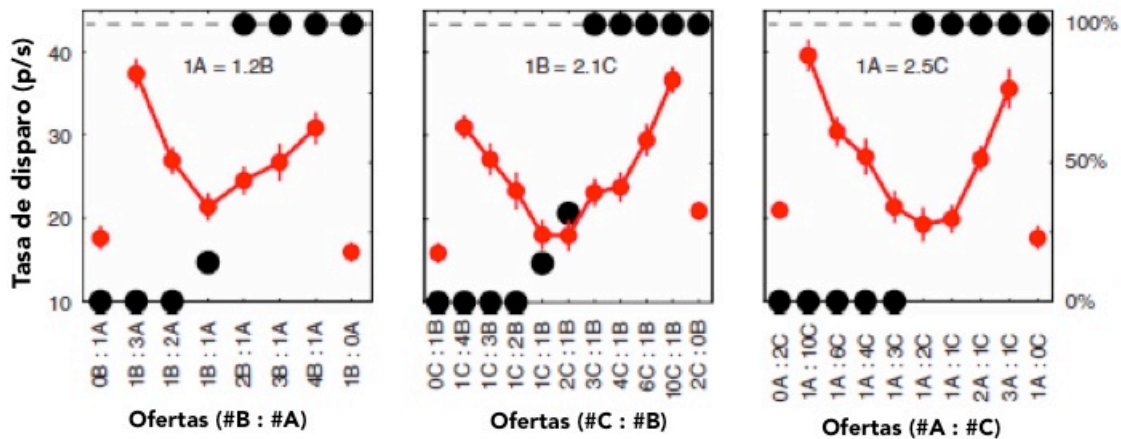 Tasa de disparo (p/s)
40
30
20
10
1A = 1.2B
0B : 1A
1B : 3A
1B : 2A
1B : 1A
2B : 1A
3B : 1A
4B : 1A
1B : 0A
Ofertas (#B : #A)
1B = 2.1C
0C : 1B
1C : 4B
1C : 3B
1C : 2B
1C : 1B
2C : 1B
3C : 1B
4C : 1B
6C : 1B
10C : 1B
2C : 0B
Ofertas (#C : #B)
1A = 2.5C
100%
50%
0%
0A : 2C
1A : 10C
1A : 6C
1A : 4C
1A : 3C
1A : 2C
1A : 1C
2A : 1C
3A : 1C
1A : 0C
Ofertas (#A : #C)